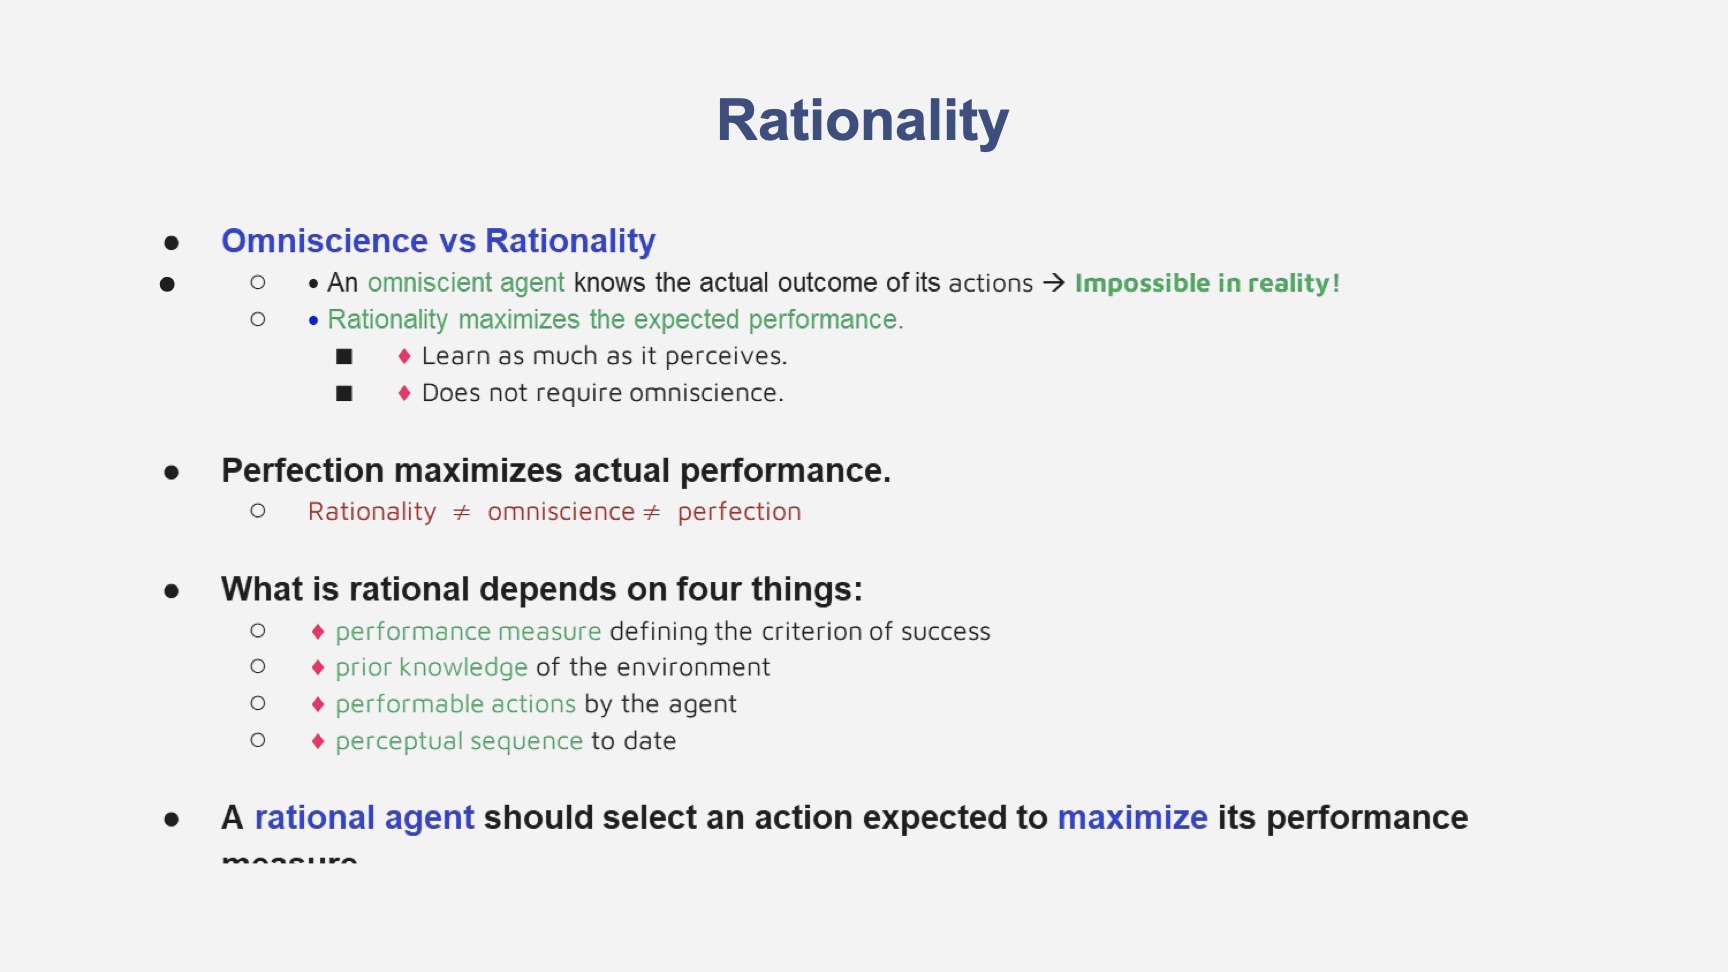 Rationality
● Omniscience vs Rationality
● ○ • An omniscient agent knows the actual outcome of its actions → Impossible in reality!
○ • Rationality maximizes the expected performance.
■ ♦ Learn as much as it perceives.
■ ♦ Does not require omniscience.
● Perfection maximizes actual performance.
○ Rationality ≠ omniscience ≠ perfection
● What is rational depends on four things:
○ ♦ performance measure defining the criterion of success
○ ♦ prior knowledge of the environment
○ ♦ performable actions by the agent
○ ♦ perceptual sequence to date
● A rational agent should select an action expected to maximize its performance
measure